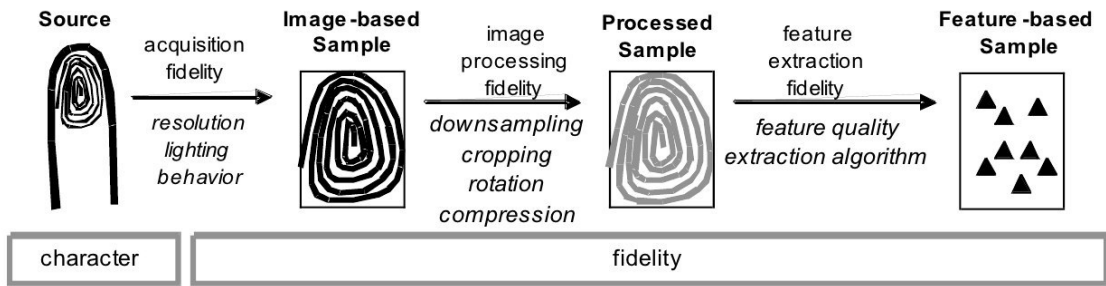 Source
acquisition
fidelity
resolution
lighting
behavior
Image-based
Sample
image
processing
fidelity
downsampling
cropping
rotation
compression
Processed
Sample
feature
extraction
fidelity
feature quality
extraction algorithm
Feature-based
Sample
character
fidelity